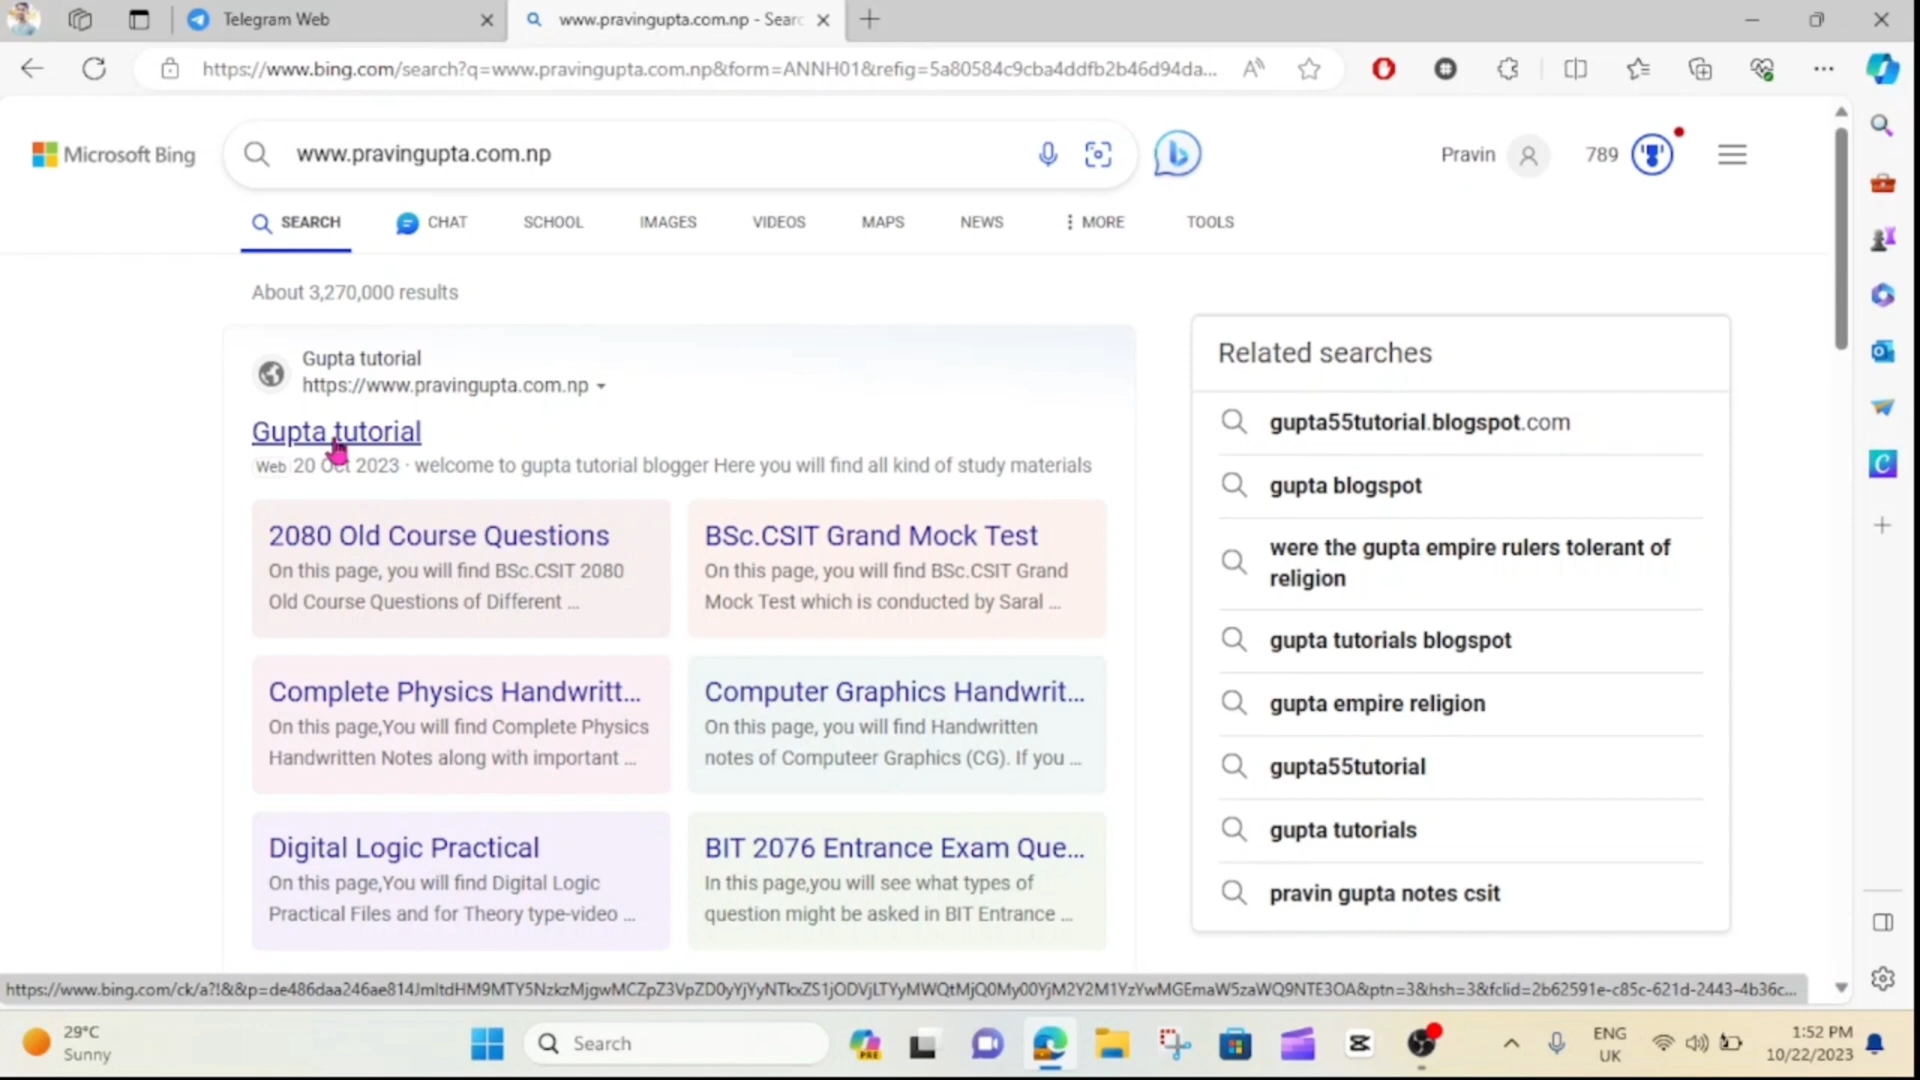 Telegram Web
www.pravingupta.com.np - Searc
https://www.bing.com/search?q=www.pravingupta.com.np&form=ANNH01&refig=5a80584c9cba4ddfb2b46d94da...
Microsoft Bing
www.pravingupta.com.np
Pravin
789
SEARCH
CHAT
SCHOOL
IMAGES
VIDEOS
MAPS
NEWS
MORE
TOOLS
About 3,270,000 results
Gupta tutorial
https://www.pravingupta.com.np
Gupta tutorial
Web 20 Oct 2023 · welcome to gupta tutorial blogger Here you will find all kind of study materials
2080 Old Course Questions
On this page, you will find BSc.CSIT 2080
Old Course Questions of Different ...
BSc.CSIT Grand Mock Test
On this page, you will find BSc.CSIT Grand
Mock Test which is conducted by Saral ...
Complete Physics Handwritt...
On this page,You will find Complete Physics
Handwritten Notes along with important ...
Computer Graphics Handwrit...
On this page, you will find Handwritten
notes of Computeer Graphics (CG). If you ...
Digital Logic Practical
On this page,You will find Digital Logic
Practical Files and for Theory type-video ...
BIT 2076 Entrance Exam Que...
In this page,you will see what types of
question might be asked in BIT Entrance ...
Related searches
gupta55tutorial.blogspot.com
gupta blogspot
were the gupta empire rulers tolerant of
religion
gupta tutorials blogspot
gupta empire religion
gupta55tutorial
gupta tutorials
pravin gupta notes csit
29°C
Sunny
Search
PRE
ENG
UK
1:52 PM
10/22/2023